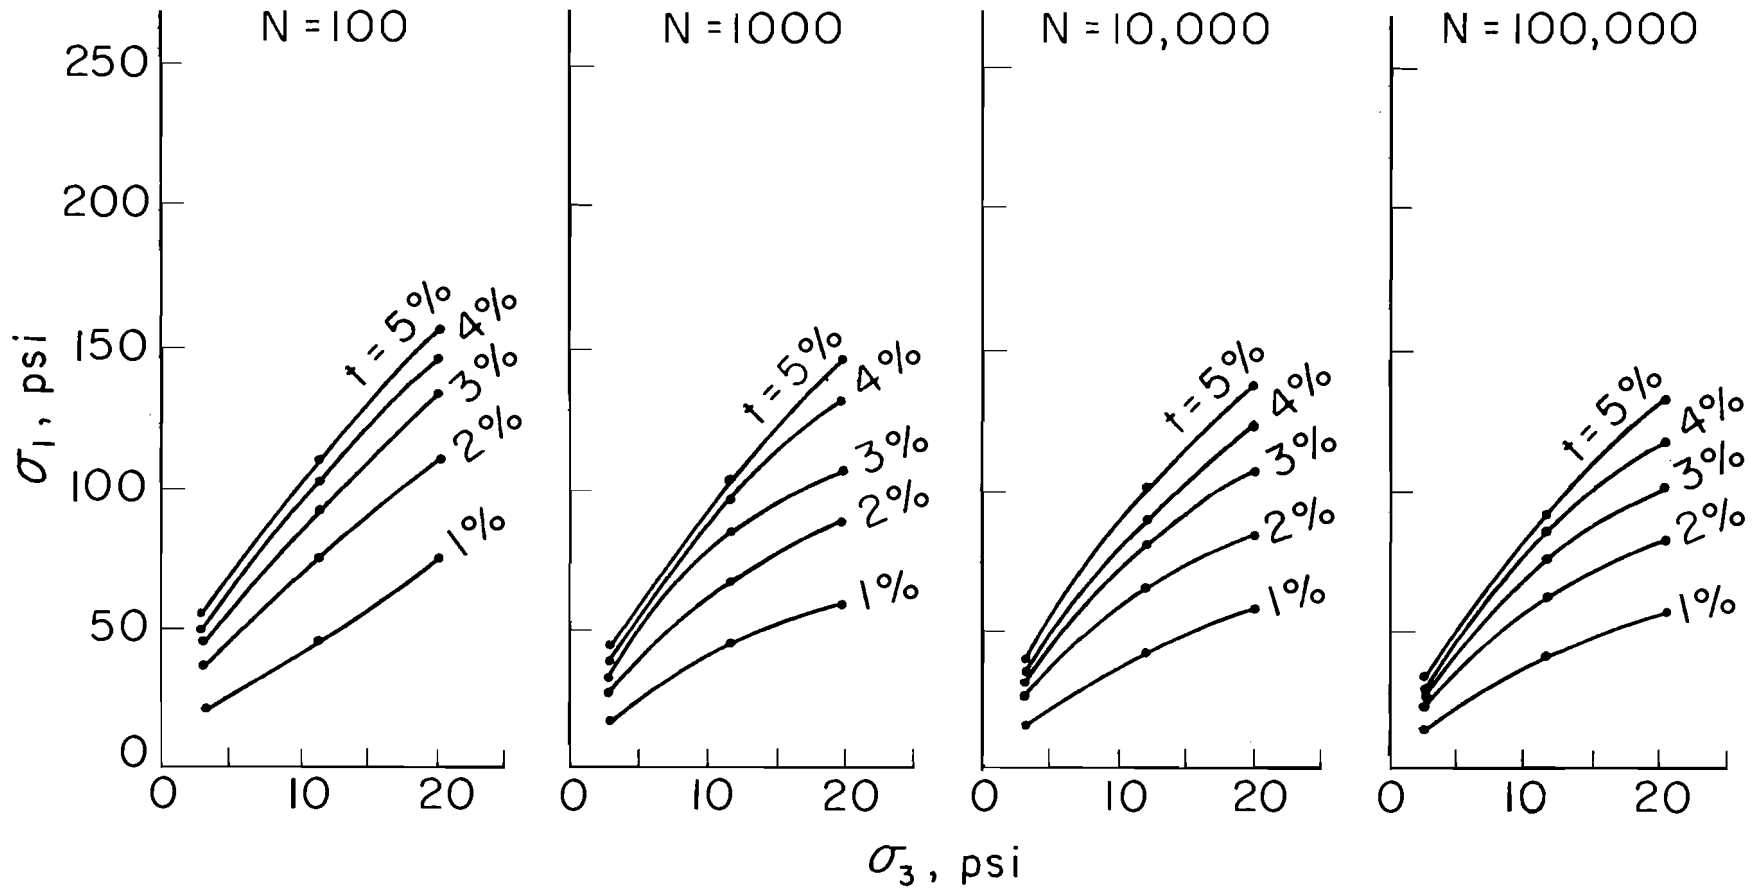 N = 100
N = 1000
N = 10,000
N = 100,000
250
200
150
100
50
0
σ₁, psi
t = 5%
4%
3%
2%
1%
t = 5%
4%
3%
2%
1%
t = 5%
4%
3%
2%
1%
t = 5%
4%
3%
2%
1%
0 10 20
0 10 20
0 10 20
0 10 20
σ₃, psi